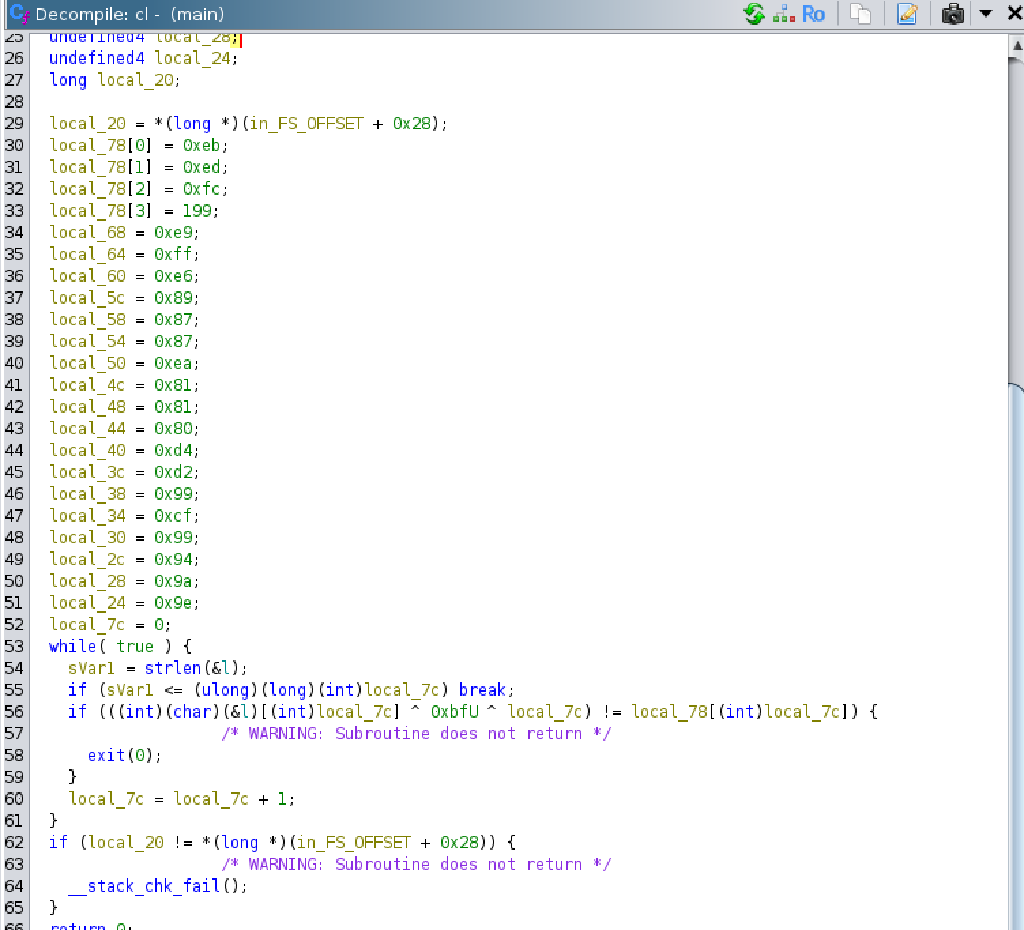 Decompile: cl - (main)
Ro
25 undefined4 local_28;
26 undefined4 local_24;
27 long local_20;
28
29 local_20 = *(long *)(in_FS_OFFSET + 0x28);
30 local_78[0] = 0xeb;
31 local_78[1] = 0xed;
32 local_78[2] = 0xfc;
33 local_78[3] = 199;
34 local_68 = 0xe9;
35 local_64 = 0xff;
36 local_60 = 0xe6;
37 local_5c = 0x89;
38 local_58 = 0x87;
39 local_54 = 0x87;
40 local_50 = 0xea;
41 local_4c = 0x81;
42 local_48 = 0x81;
43 local_44 = 0x80;
44 local_40 = 0xd4;
45 local_3c = 0xd2;
46 local_38 = 0x99;
47 local_34 = 0xcf;
48 local_30 = 0x99;
49 local_2c = 0x94;
50 local_28 = 0x9a;
51 local_24 = 0x9e;
52 local_7c = 0;
53 while( true ) {
54 sVar1 = strlen(&l);
55 if (sVar1 <= (ulong)(long)(int)local_7c) break;
56 if (((int)(char)(&l)[(int)local_7c] ^ 0xbfU ^ local_7c) != local_78[(int)local_7c]) {
57 /* WARNING: Subroutine does not return */
58 exit(0);
59 }
60 local_7c = local_7c + 1;
61 }
62 if (local_20 != *(long *)(in_FS_OFFSET + 0x28)) {
63 /* WARNING: Subroutine does not return */
64 __stack_chk_fail();
65 }
66 return 0;